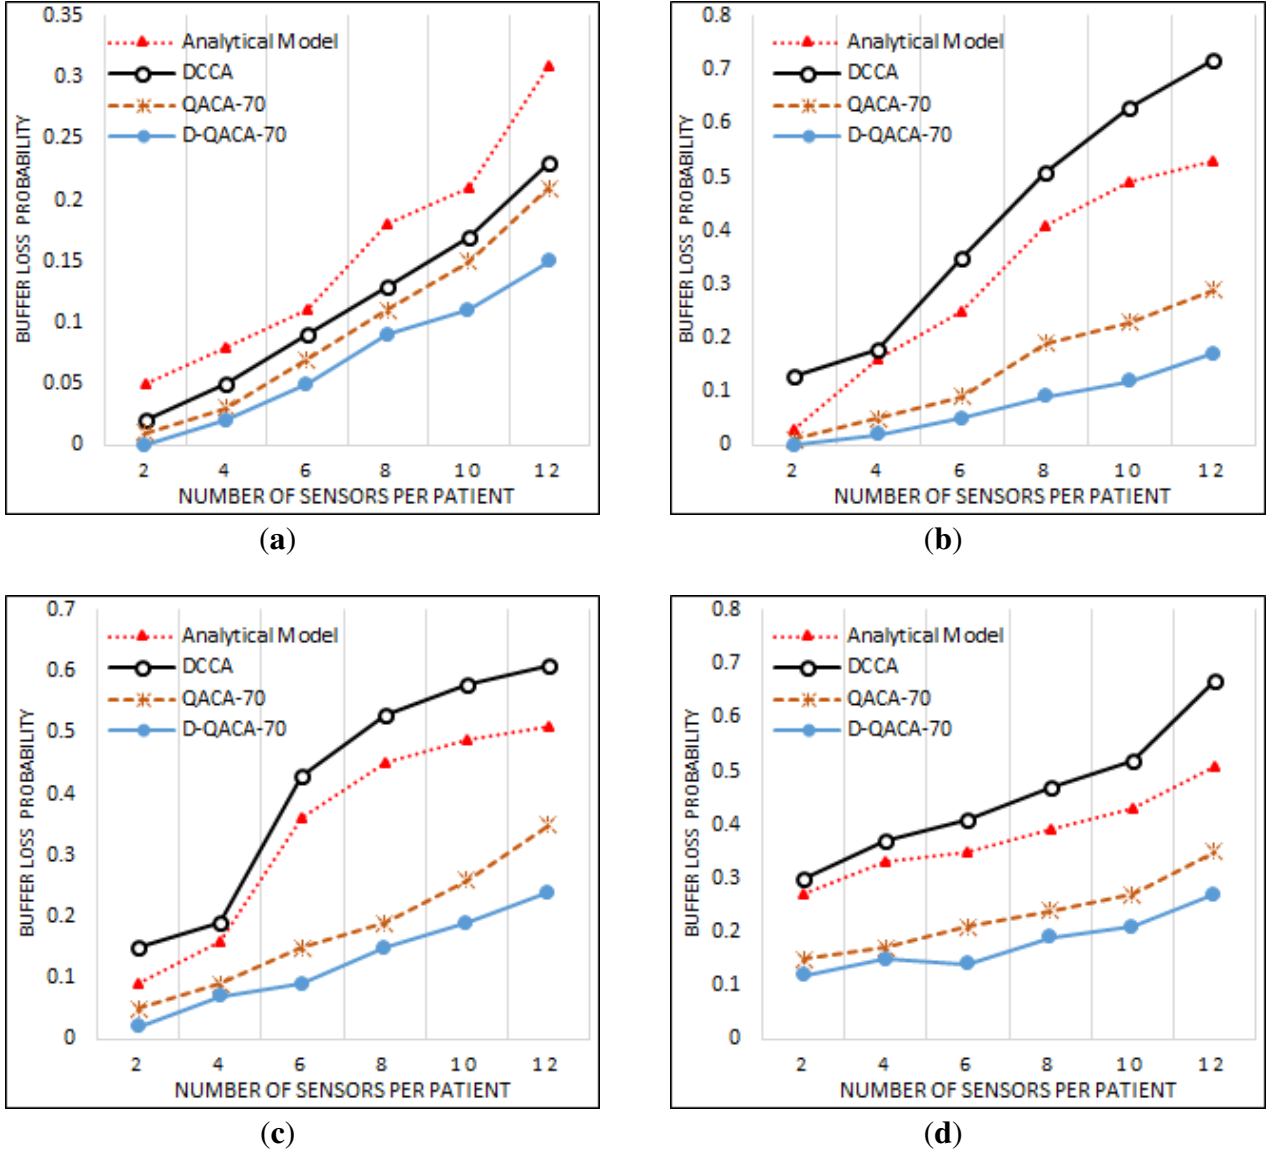 0.35
0.3
0.25
0.2
0.15
0.1
0.05
0
BUFFER LOSS PROBABILITY
Analytical Model
DCCA
QACA-70
D-QACA-70
2 4 6 8 10 12
NUMBER OF SENSORS PER PATIENT
(a)
0.8
0.7
0.6
0.5
0.4
0.3
0.2
0.1
0
BUFFER LOSS PROBABILITY
Analytical Model
DCCA
QACA-70
D-QACA-70
2 4 6 8 10 12
NUMBER OF SENSORS PER PATIENT
(b)
0.7
0.6
0.5
0.4
0.3
0.2
0.1
0
BUFFER LOSS PROBABILITY
Analytical Model
DCCA
QACA-70
D-QACA-70
2 4 6 8 10 12
NUMBER OF SENSORS PER PATIENT
(c)
0.8
0.7
0.6
0.5
0.4
0.3
0.2
0.1
0
BUFFER LOSS PROBABILITY
Analytical Model
DCCA
QACA-70
D-QACA-70
2 4 6 8 10 12
NUMBER OF SENSORS PER PATIENT
(d)